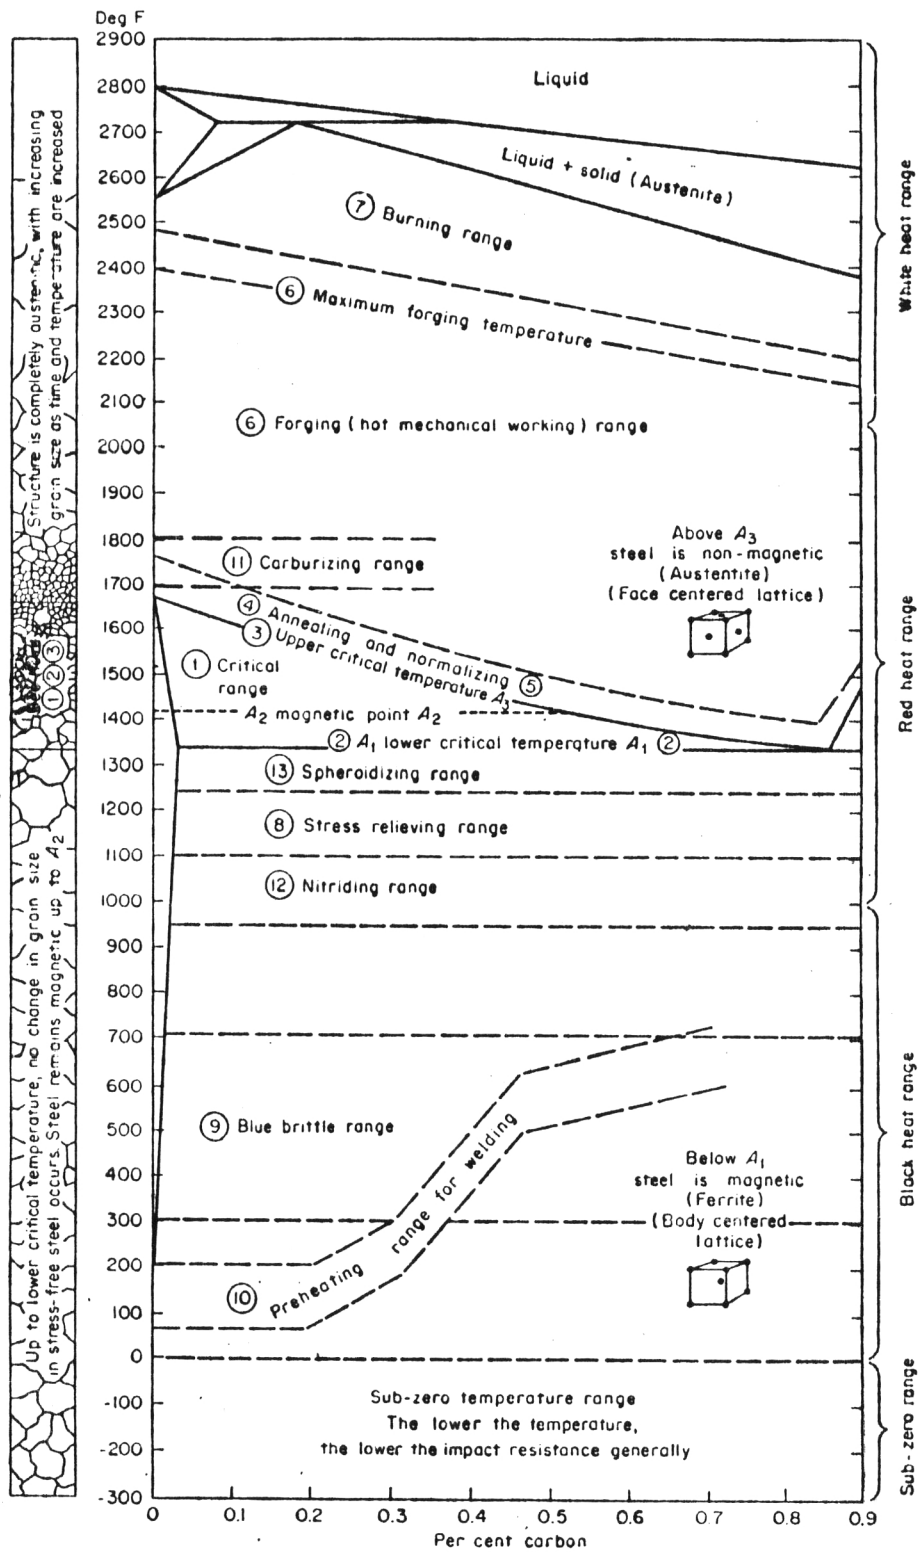 Deg F
2900
2800
2700
2600
2500
2400
2300
2200
2100
2000
1900
1800
1700
1600
1500
1400
1300
1200
1100
1000
900
800
700
600
500
400
300
200
100
0
-100
-200
-300
Structure is completely austenitic, with increasing
grain size as time and temperature are increased
① ② ③
Up to lower critical temperature, no change in grain size
in stress-free steel occurs. Steel remains magnetic up to A2
Liquid
Liquid + solid (Austenite)
⑦ Burning range
⑥ Maximum forging temperature
⑥ Forging (hot mechanical working) range
Above A3
steel is non-magnetic
(Austentite)
(Face centered lattice)
⑪ Carburizing range
④ Annealing and normalizing ⑤
③ Upper critical temperature A3
① Critical
range
A2 magnetic point A2
② A1 lower critical temperature A1 ②
⑬ Spheroidizing range
⑧ Stress relieving range
⑫ Nitriding range
⑨ Blue brittle range
⑩ Preheating range for welding
Below A1
steel is magnetic
(Ferrite)
(Body centered
lattice)
Sub-zero temperature range
The lower the temperature,
the lower the impact resistance generally
0 0.1 0.2 0.3 0.4 0.5 0.6 0.7 0.8 0.9
Per cent carbon
White heat range
Red heat range
Black heat range
Sub-zero range